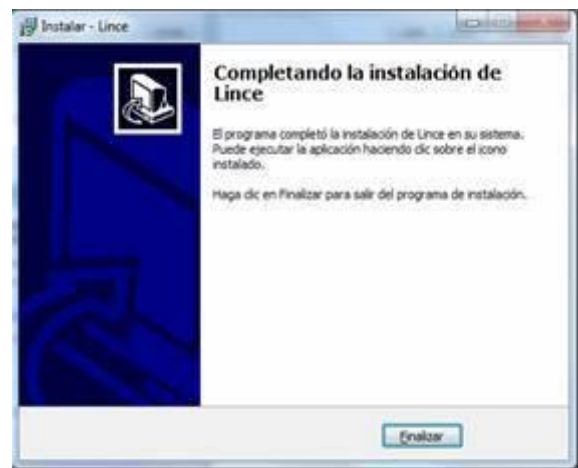 Instalar - Lince
Completando la instalación de
Lince
El programa completó la instalación de Lince en su sistema.
Puede ejecutar la aplicación haciendo clic sobre el icono
instalado.
Haga clic en Finalizar para salir del programa de instalación.
Finalizar